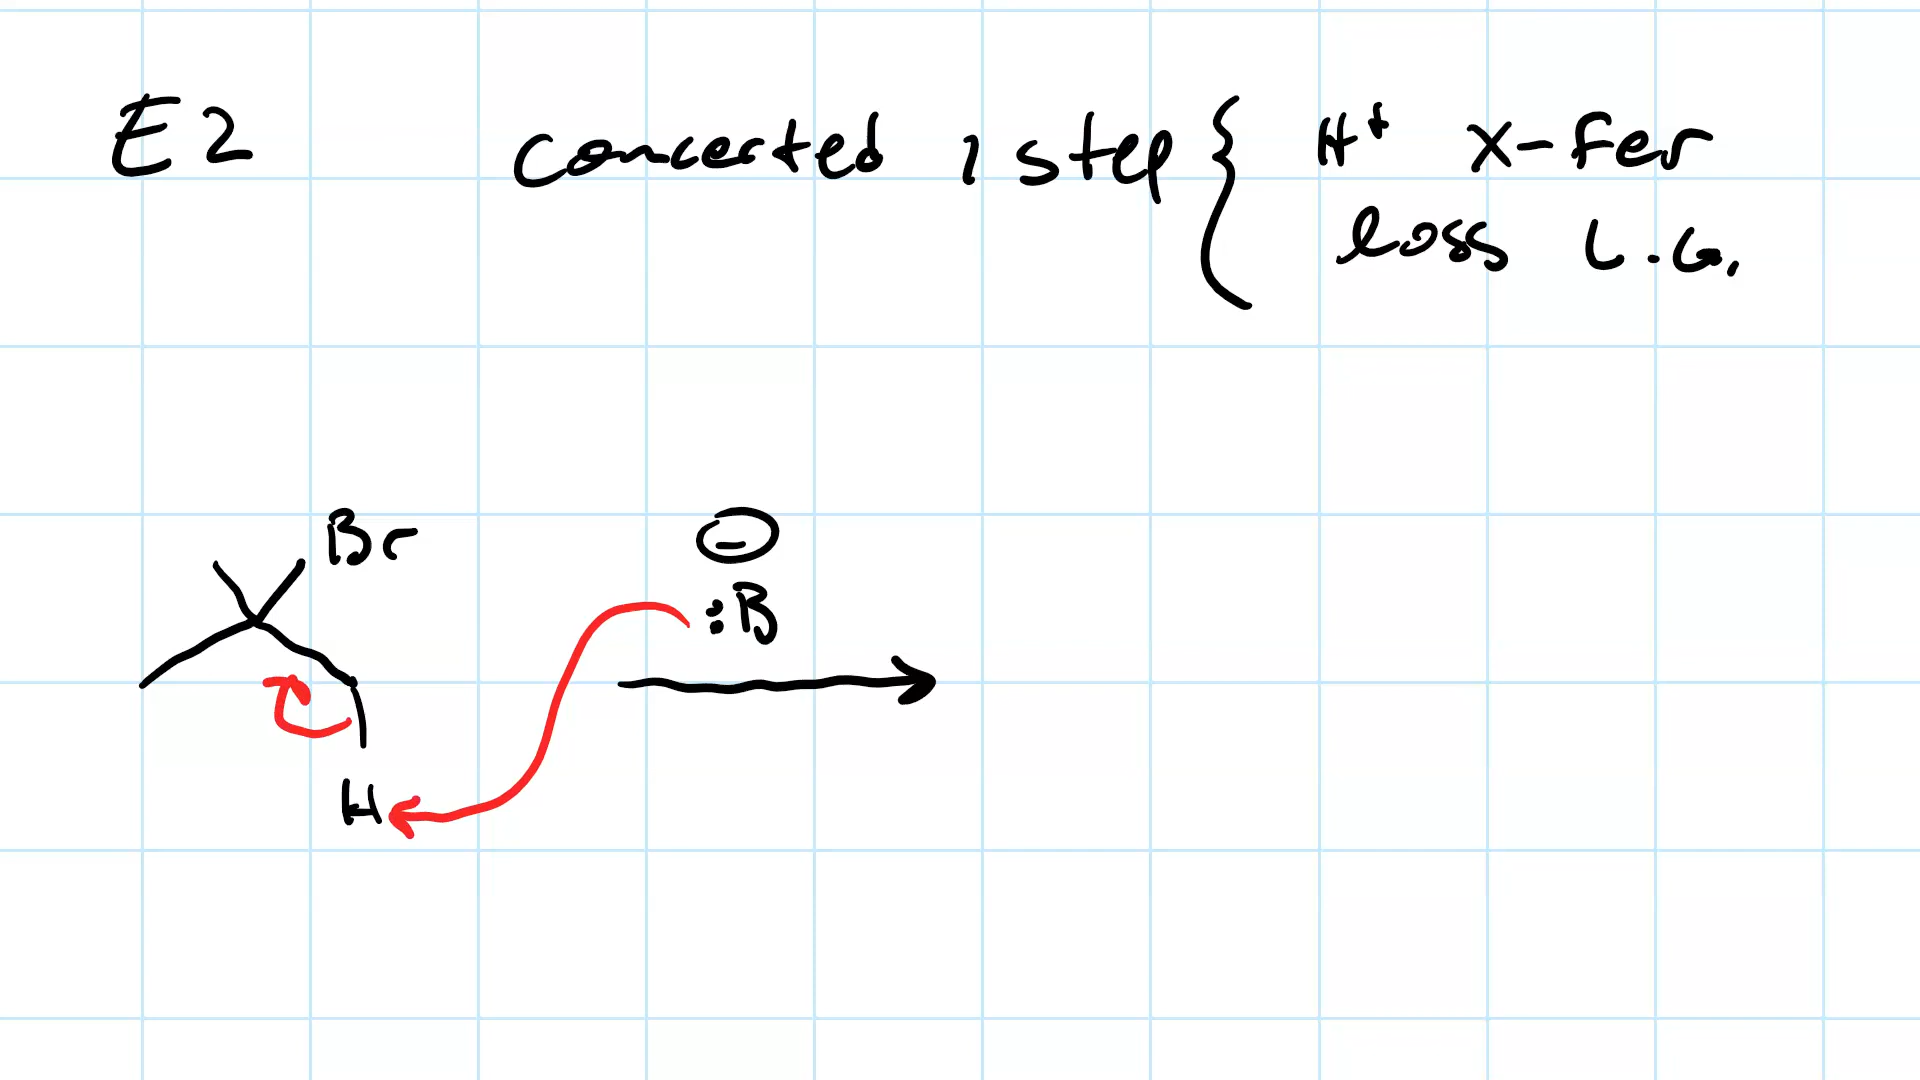 E2 concerted 1 step { H⁺ x-fer
loss L.G.
Br
⊖
:B
H